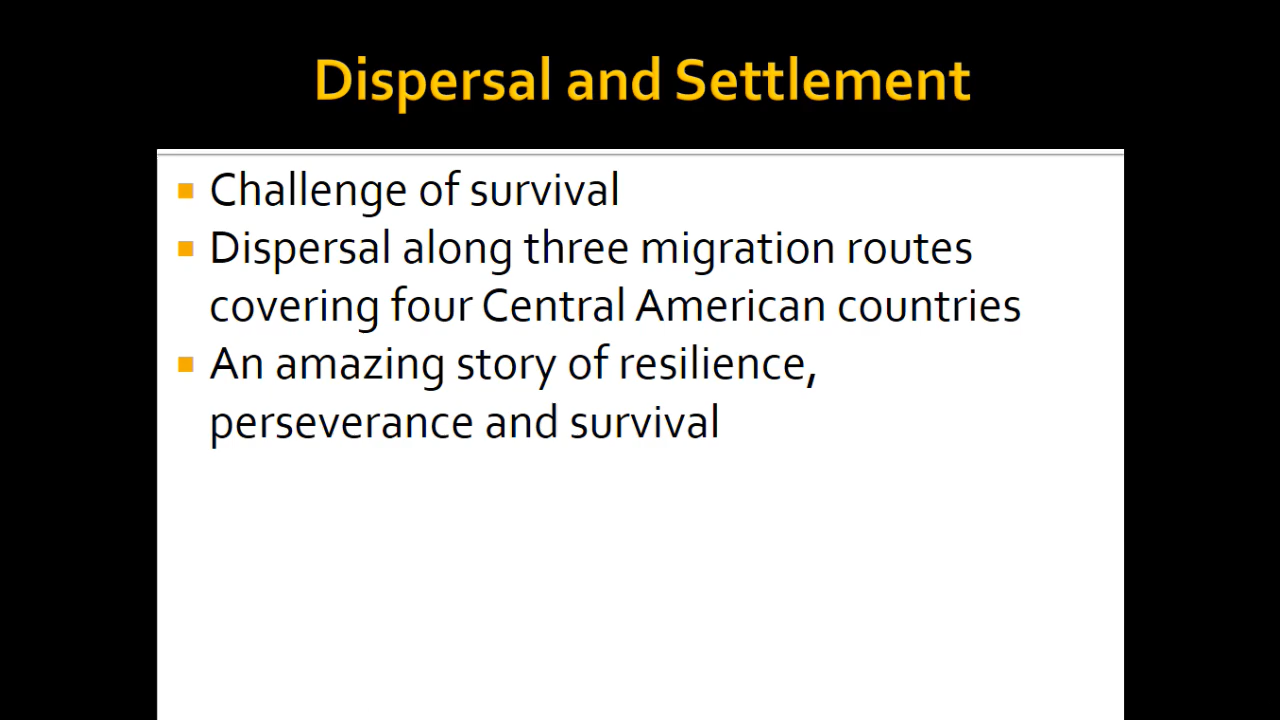 Dispersal and Settlement
Challenge of survival
Dispersal along three migration routes
covering four Central American countries
An amazing story of resilience,
perseverance and survival